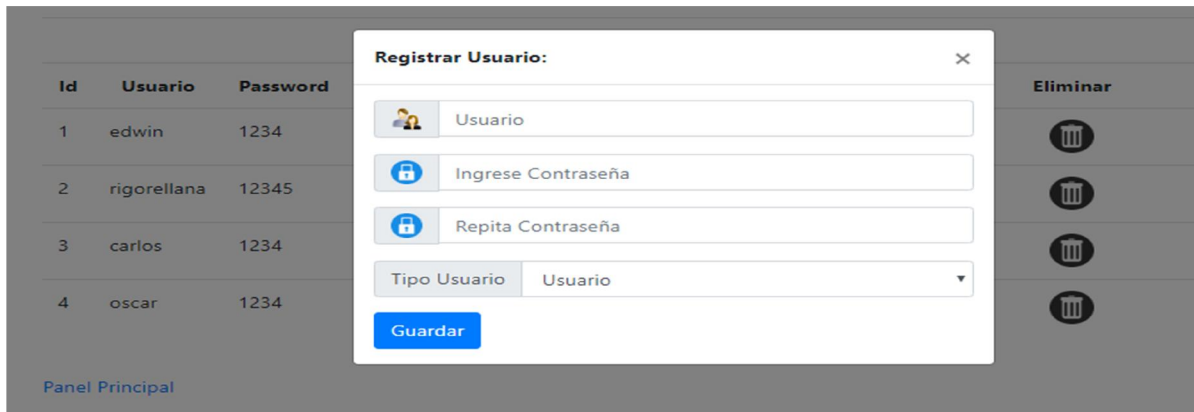 Registrar Usuario: ×
Id Usuario Password Eliminar
Usuario
1 edwin 1234
Ingrese Contraseña
2 rigorellana 12345
Repita Contraseña
3 carlos 1234
Tipo Usuario Usuario
4 oscar 1234
Guardar
Panel Principal